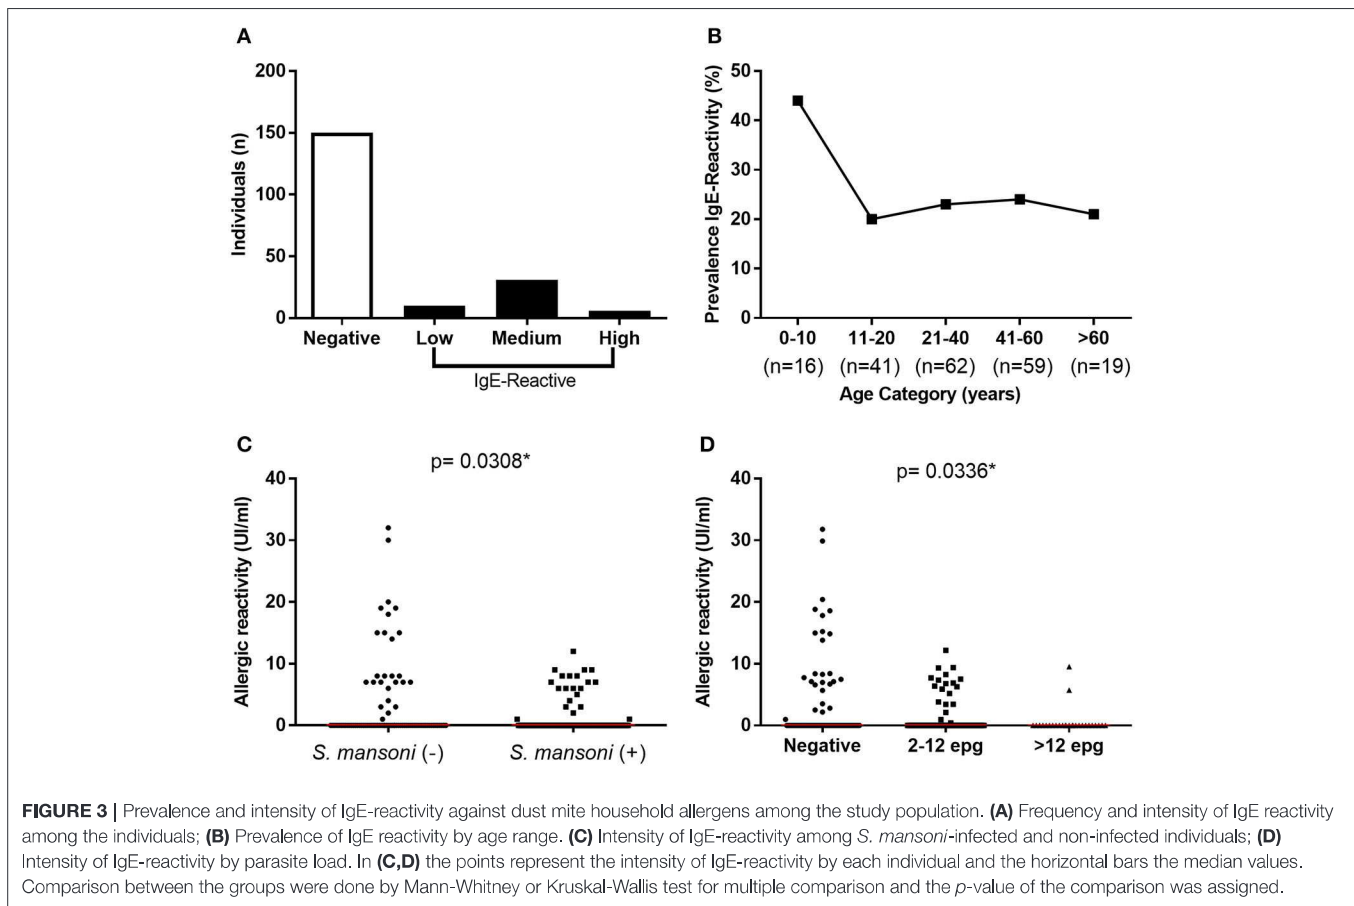 A
200
150
100
50
0
Individuals (n)
Negative
Low
Medium
High
IgE-Reactive
B
50
40
30
20
10
0
Prevalence IgE-Reactivity (%)
0-10 11-20 21-40 41-60 >60
(n=16) (n=41) (n=62) (n=59) (n=19)
Age Category (years)
C
p= 0.0308*
40
30
20
10
0
Allergic reactivity (UI/ml)
S. mansoni (-)
S. mansoni (+)
D
p= 0.0336*
40
30
20
10
0
Allergic reactivity (UI/ml)
Negative
2-12 epg
>12 epg
FIGURE 3 | Prevalence and intensity of IgE-reactivity against dust mite household allergens among the study population. (A) Frequency and intensity of IgE reactivity
among the individuals; (B) Prevalence of IgE reactivity by age range. (C) Intensity of IgE-reactivity among S. mansoni-infected and non-infected individuals; (D)
Intensity of IgE-reactivity by parasite load. In (C,D) the points represent the intensity of IgE-reactivity by each individual and the horizontal bars the median values.
Comparison between the groups were done by Mann-Whitney or Kruskal-Wallis test for multiple comparison and the p-value of the comparison was assigned.